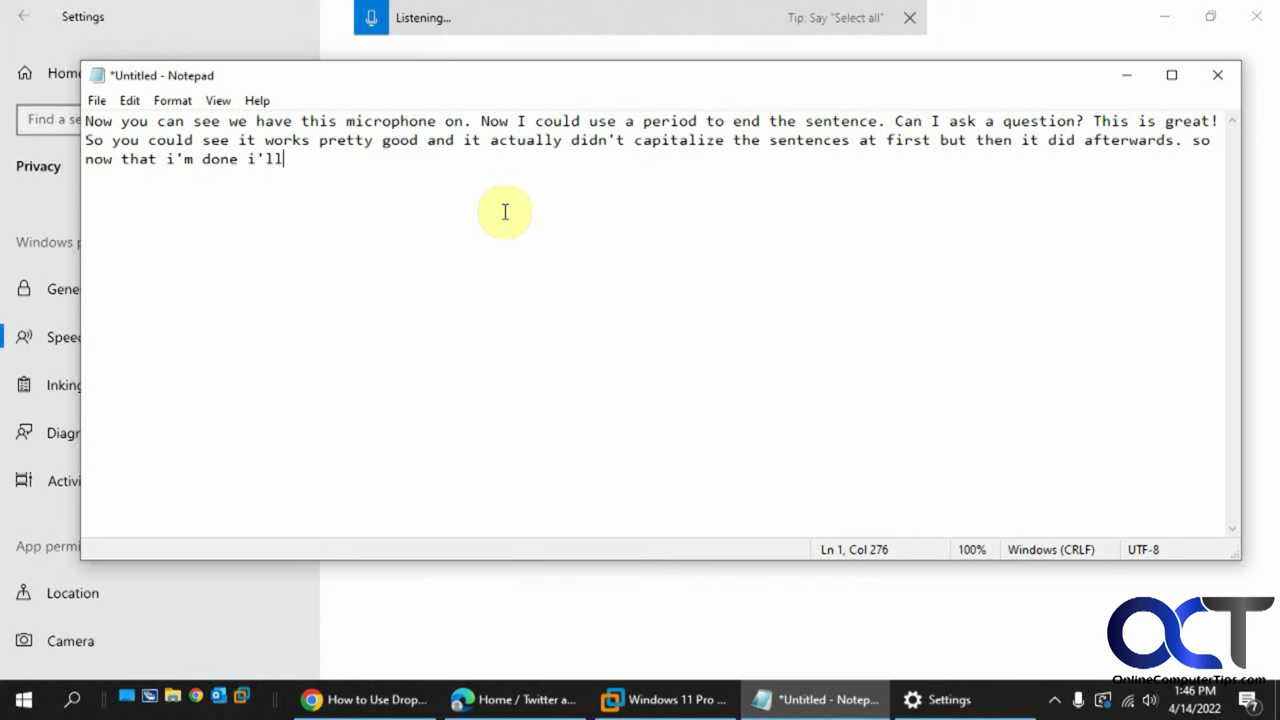 Settings
Listening...
Tip: Say "Select all"
Home
Find a se
Privacy
Windows p
Gene
Speec
Inking
Diagn
Activi
App permi
Location
Camera
*Untitled - Notepad
File Edit Format View Help
Now you can see we have this microphone on. Now I could use a period to end the sentence. Can I ask a question? This is great!
So you could see it works pretty good and it actually didn't capitalize the sentences at first but then it did afterwards. so
now that i'm done i'll
Ln 1, Col 276
100%
Windows (CRLF)
UTF-8
OCT
OnlineComputerTips.com
How to Use Drop...
Home / Twitter a...
Windows 11 Pro ...
*Untitled - Notep...
Settings
1:46 PM
4/14/2022
7